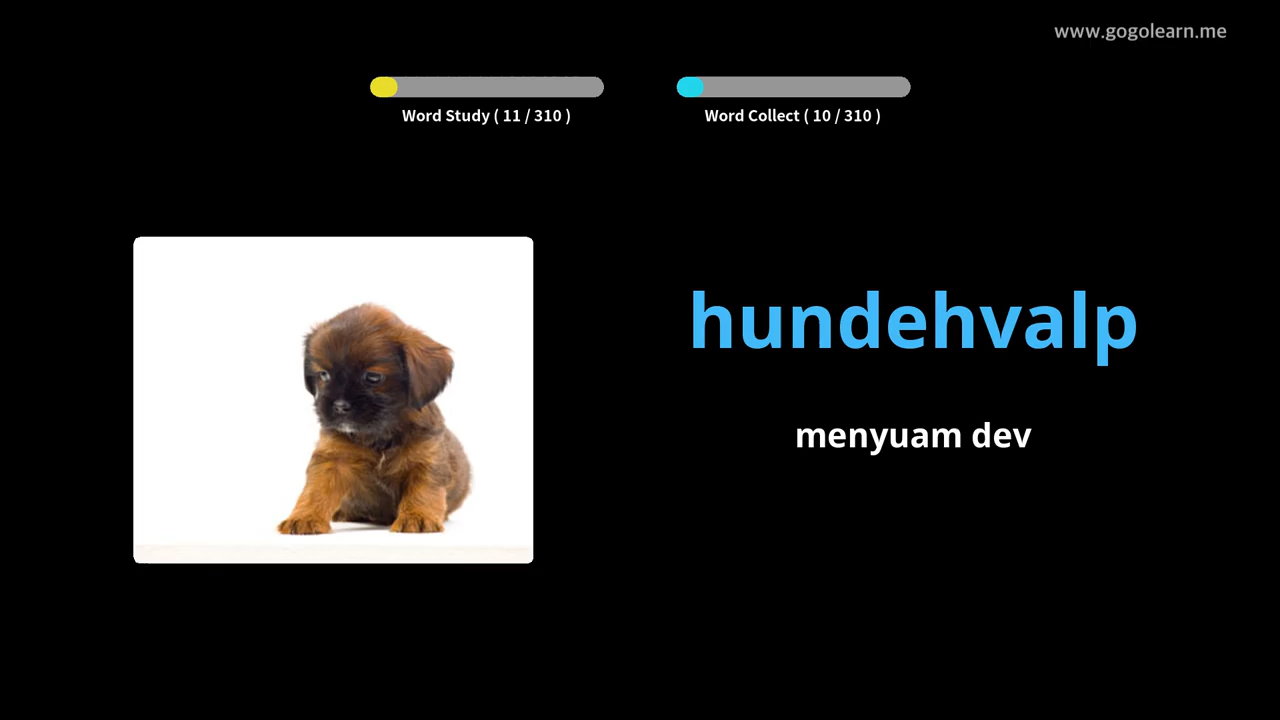 www.gogolearn.me
Word Study ( 11 / 310 )
Word Collect ( 10 / 310 )
hundehvalp
menyuam dev